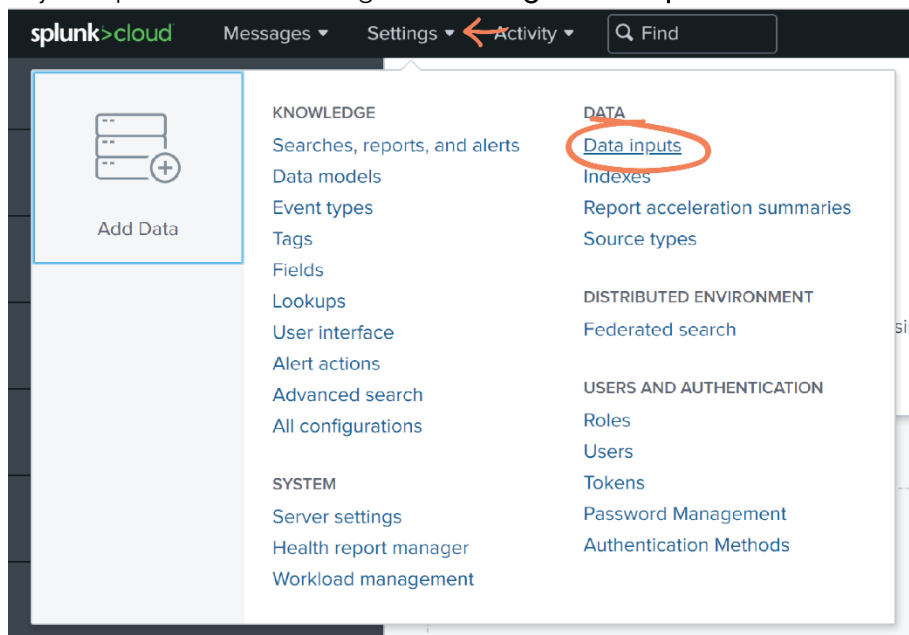 splunk>cloud Messages ▾ Settings ▾ Activity ▾ Find
Add Data
KNOWLEDGE
Searches, reports, and alerts
Data models
Event types
Tags
Fields
Lookups
User interface
Alert actions
Advanced search
All configurations
SYSTEM
Server settings
Health report manager
Workload management
DATA
Data inputs
Indexes
Report acceleration summaries
Source types
DISTRIBUTED ENVIRONMENT
Federated search
USERS AND AUTHENTICATION
Roles
Users
Tokens
Password Management
Authentication Methods